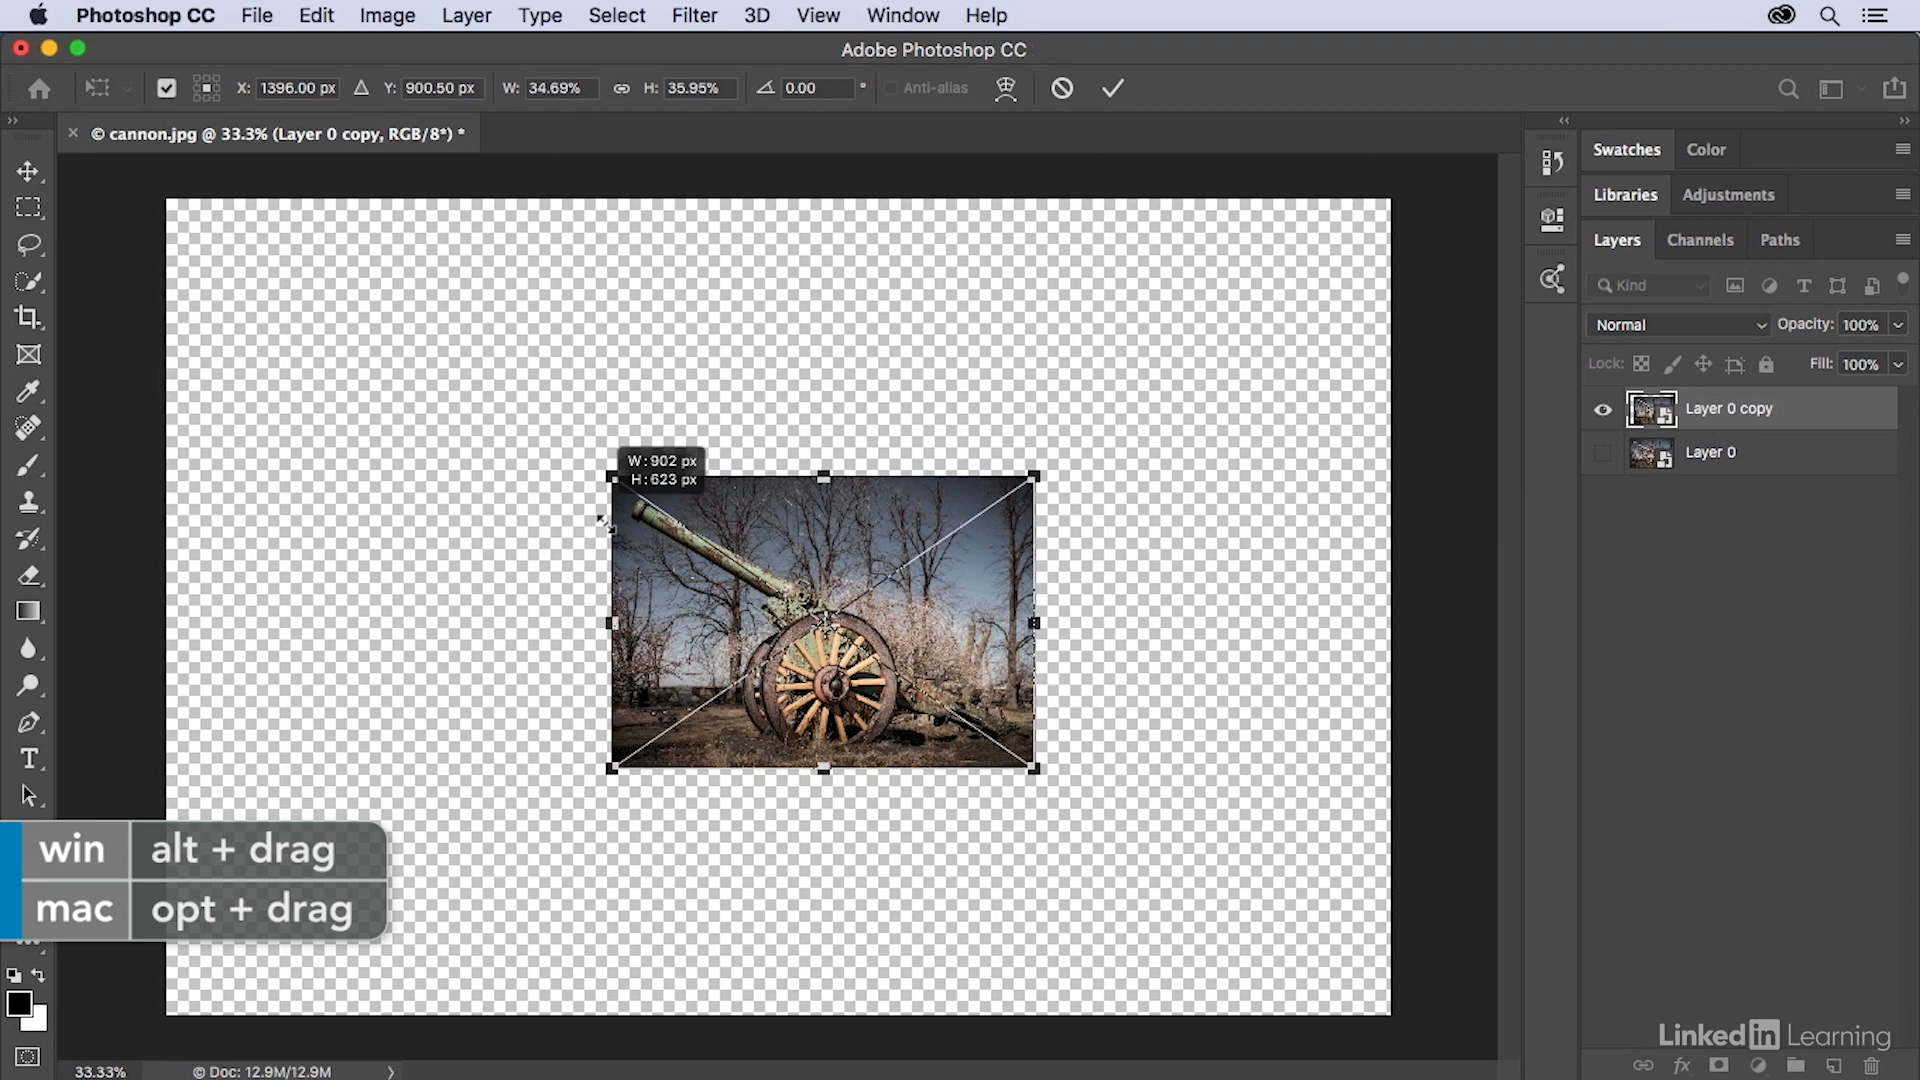 Photoshop CC File Edit Image Layer Type Select Filter 3D View Window Help
Adobe Photoshop CC
X: 1396.00 px Y: 900.50 px W: 34.69% H: 35.95% 0.00 ° Anti-alias
© cannon.jpg @ 33.3% (Layer 0 copy, RGB/8*) *
Swatches Color
Libraries Adjustments
Layers Channels Paths
Kind
Normal Opacity: 100%
Lock: Fill: 100%
Layer 0 copy
Layer 0
W: 902 px
H: 623 px
win alt + drag
mac opt + drag
LinkedIn Learning
33.33% © Doc: 12.9M/12.9M